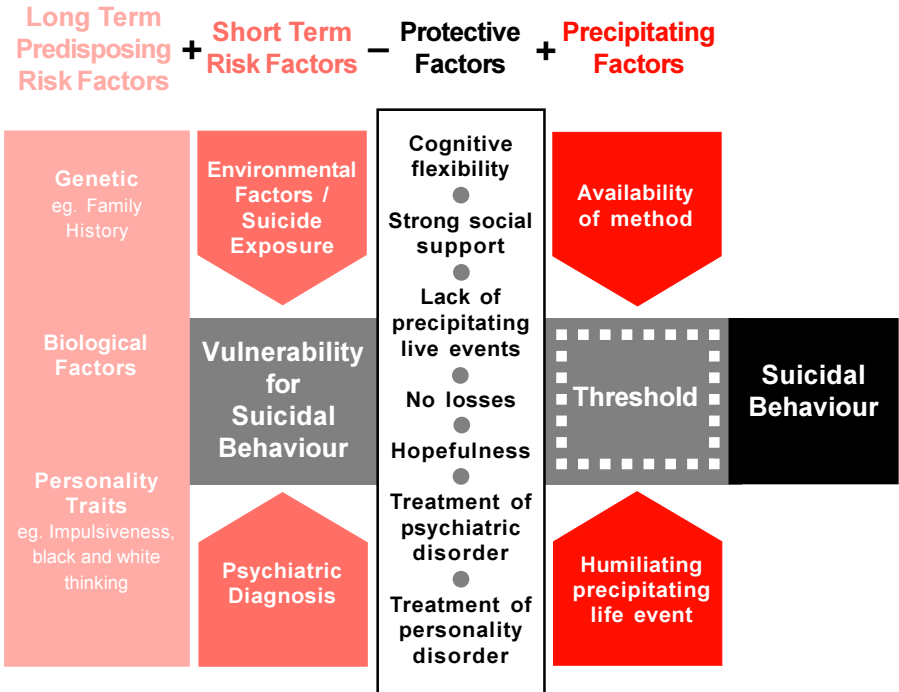 Long Term
Predisposing
Risk Factors
+
Short Term
Risk Factors
–
Protective
Factors
+
Precipitating
Factors
Genetic
eg. Family
History
Biological
Factors
Personality
Traits
eg. Impulsiveness,
black and white
thinking
Environmental
Factors /
Suicide
Exposure
Vulnerability
for
Suicidal
Behaviour
Psychiatric
Diagnosis
Cognitive
flexibility
Strong social
support
Lack of
precipitating
live events
No losses
Hopefulness
Treatment of
psychiatric
disorder
Treatment of
personality
disorder
Availability
of method
Threshold
Humiliating
precipitating
life event
Suicidal
Behaviour